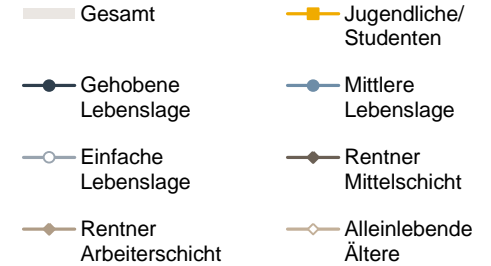 Gesamt
Jugendliche/
Studenten
Gehobene
Lebenslage
Mittlere
Lebenslage
Einfache
Lebenslage
Rentner
Mittelschicht
Rentner
Arbeiterschicht
Alleinlebende
Ältere